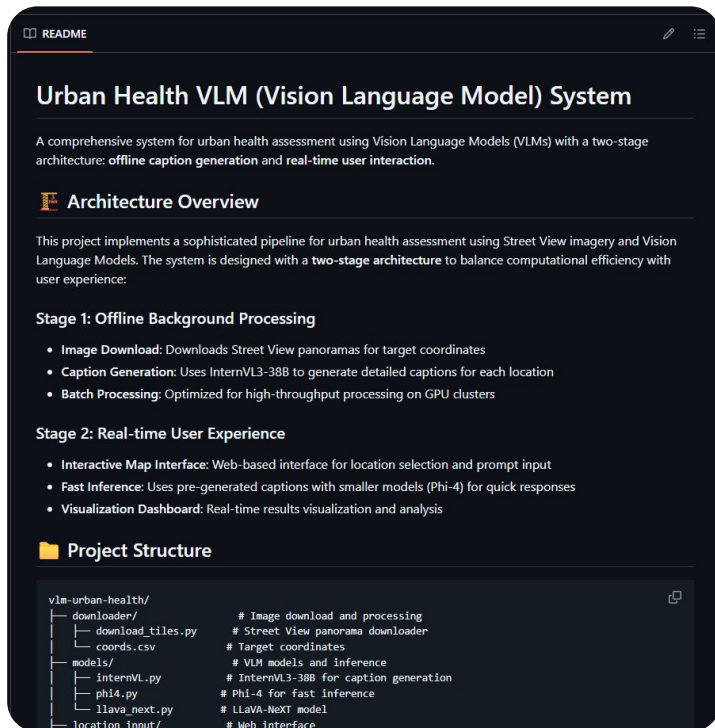 README
Urban Health VLM (Vision Language Model) System
A comprehensive system for urban health assessment using Vision Language Models (VLMs) with a two-stage
architecture: offline caption generation and real-time user interaction.
Architecture Overview
This project implements a sophisticated pipeline for urban health assessment using Street View imagery and Vision
Language Models. The system is designed with a two-stage architecture to balance computational efficiency with
user experience:
Stage 1: Offline Background Processing
• Image Download: Downloads Street View panoramas for target coordinates
• Caption Generation: Uses InternVL3-38B to generate detailed captions for each location
• Batch Processing: Optimized for high-throughput processing on GPU clusters
Stage 2: Real-time User Experience
• Interactive Map Interface: Web-based interface for location selection and prompt input
• Fast Inference: Uses pre-generated captions with smaller models (Phi-4) for quick responses
• Visualization Dashboard: Real-time results visualization and analysis
Project Structure
vlm-urban-health/
├── downloader/ # Image download and processing
│   ├── download_tiles.py # Street View panorama downloader
│   └── coords.csv # Target coordinates
├── models/ # VLM models and inference
│   ├── internVL.py # InternVL3-38B for caption generation
│   ├── phi4.py # Phi-4 for fast inference
│   └── llava_next.py # LLaVA-NeXT model
├── location_input/ # Web interface